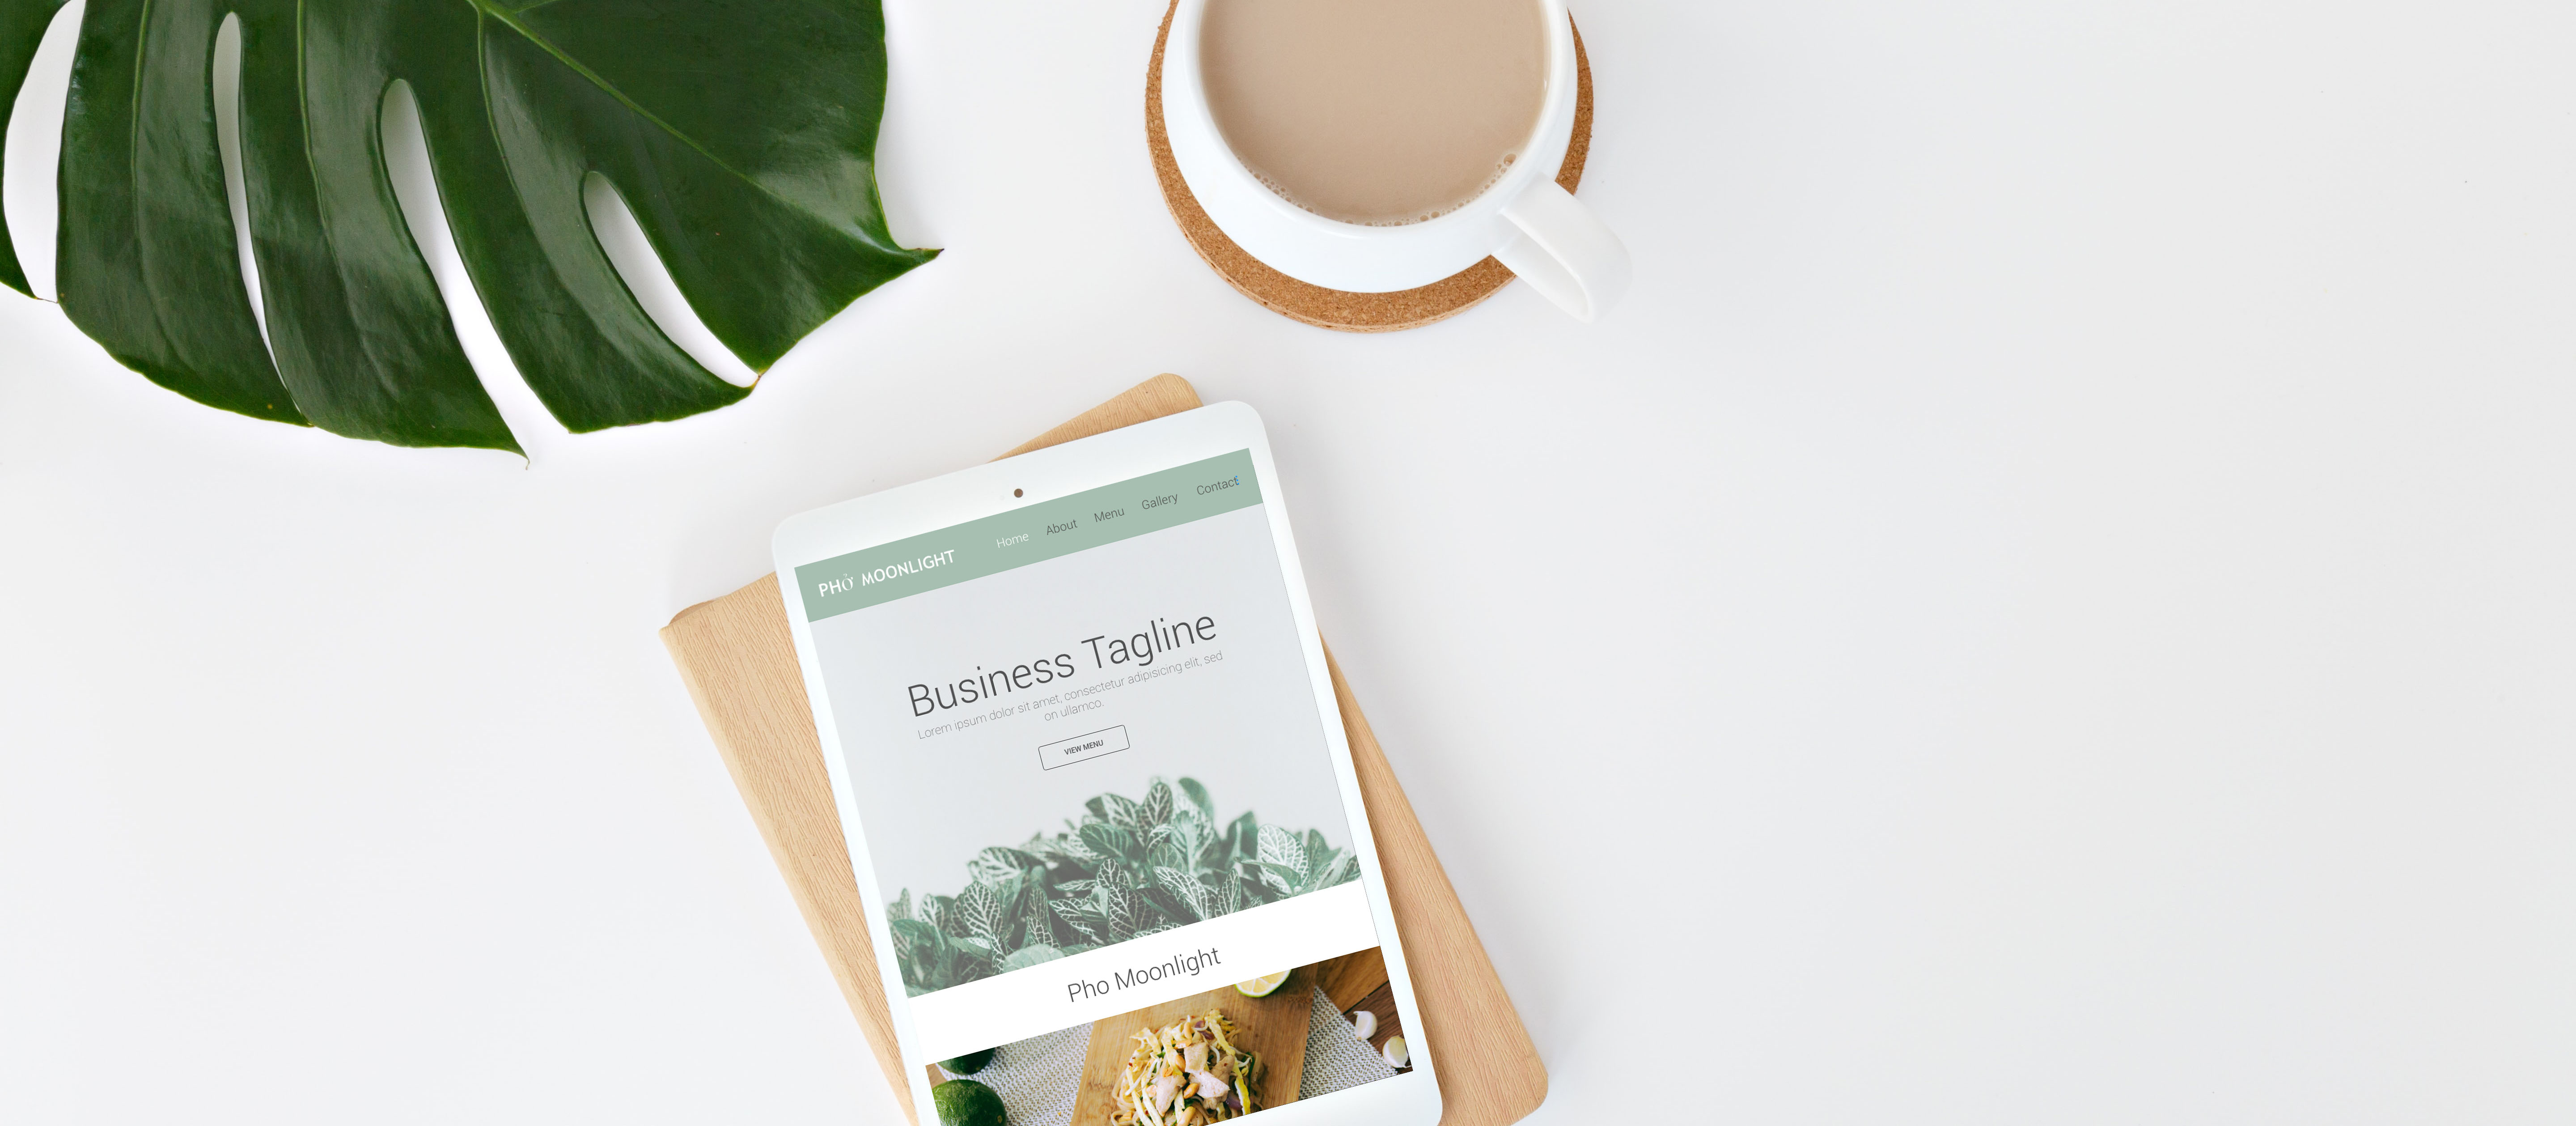 PHỞ MOONLIGHT
Home About Menu Gallery Contact
Business Tagline
Lorem ipsum dolor sit amet, consectetur adipisicing elit, sed
on ullamco.
VIEW MENU
Pho Moonlight